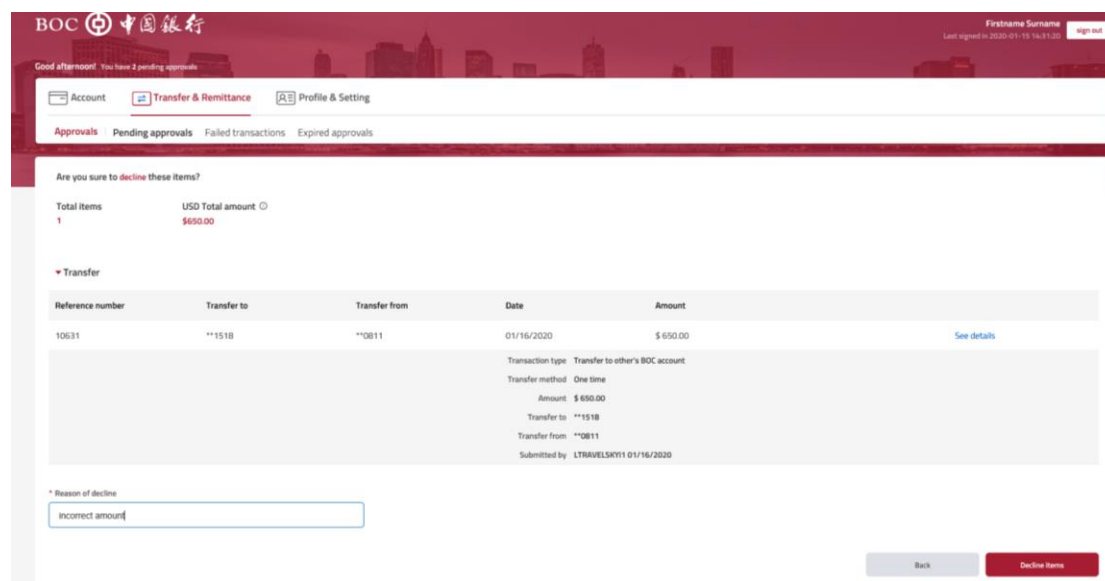 BOC 中国銀行
Firstname Surname
Last signed in 2020-01-15 14:31:20
sign out
Good afternoon! You have 2 pending approvals
Account Transfer & Remittance Profile & Setting
Approvals Pending approvals Failed transactions Expired approvals
Are you sure to decline these items?
Total items USD Total amount
1 $650.00
Transfer
Reference number Transfer to Transfer from Date Amount
10631 **1518 **0811 01/16/2020 $ 650.00 See details
Transaction type Transfer to other's BOC account
Transfer method One time
Amount $ 650.00
Transfer to **1518
Transfer from **0811
Submitted by LTRAVELSKYI1 01/16/2020
* Reason of decline
incorrect amount
Back Decline items